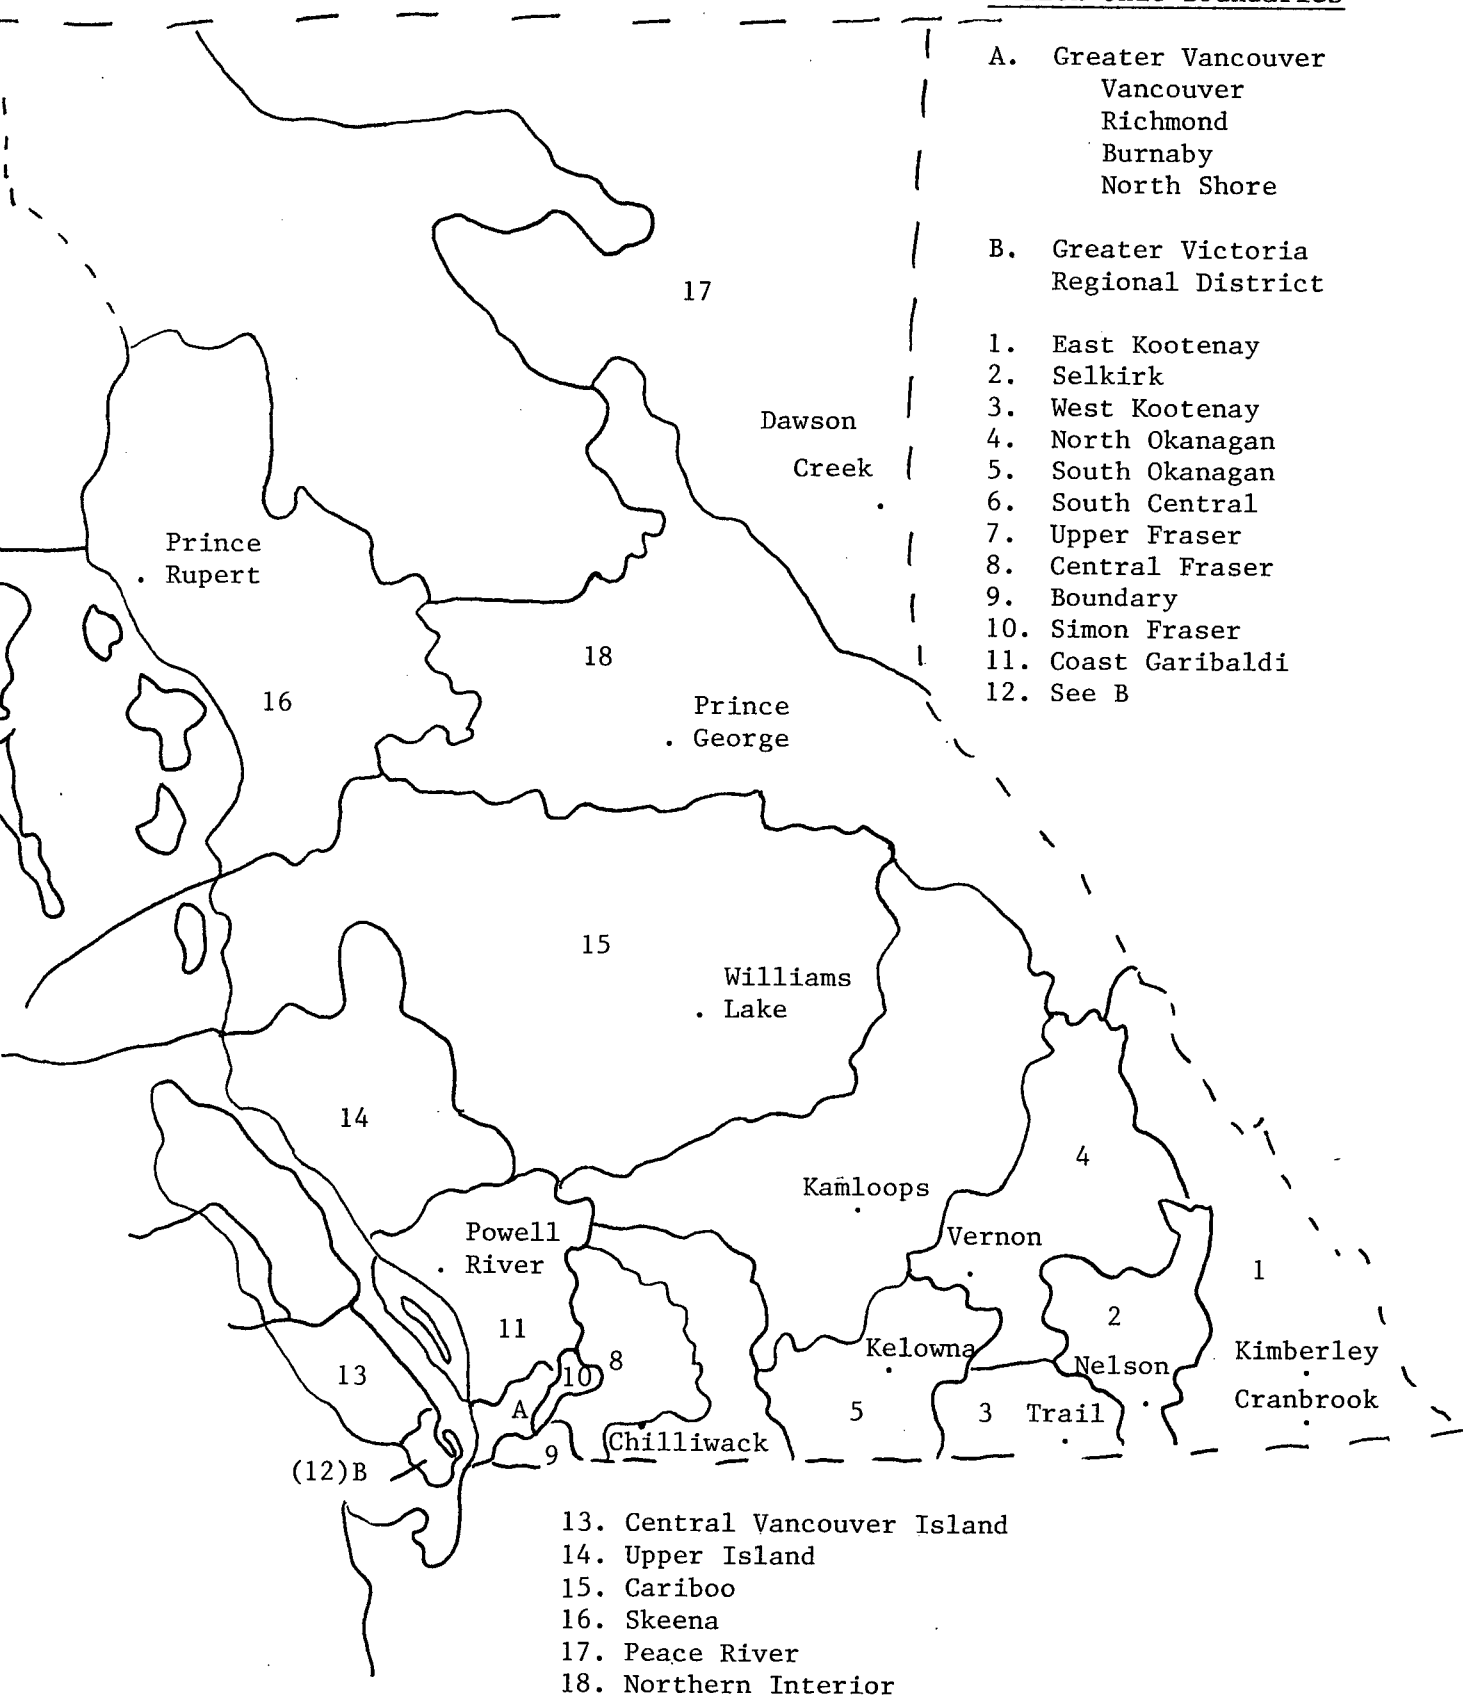 A. Greater Vancouver
Vancouver
Richmond
Burnaby
North Shore
B. Greater Victoria
Regional District
1. East Kootenay
2. Selkirk
3. West Kootenay
4. North Okanagan
5. South Okanagan
6. South Central
7. Upper Fraser
8. Central Fraser
9. Boundary
10. Simon Fraser
11. Coast Garibaldi
12. See B
17
Dawson
Creek
Prince
Rupert
18
16
Prince
George
15
Williams
Lake
14
4
Kamloops
Powell
River
Vernon
1
2
11
Kelowna
8
10
13
Nelson
Kimberley
Cranbrook
A
5
3
Trail
Chilliwack
9
(12)B
13. Central Vancouver Island
14. Upper Island
15. Cariboo
16. Skeena
17. Peace River
18. Northern Interior